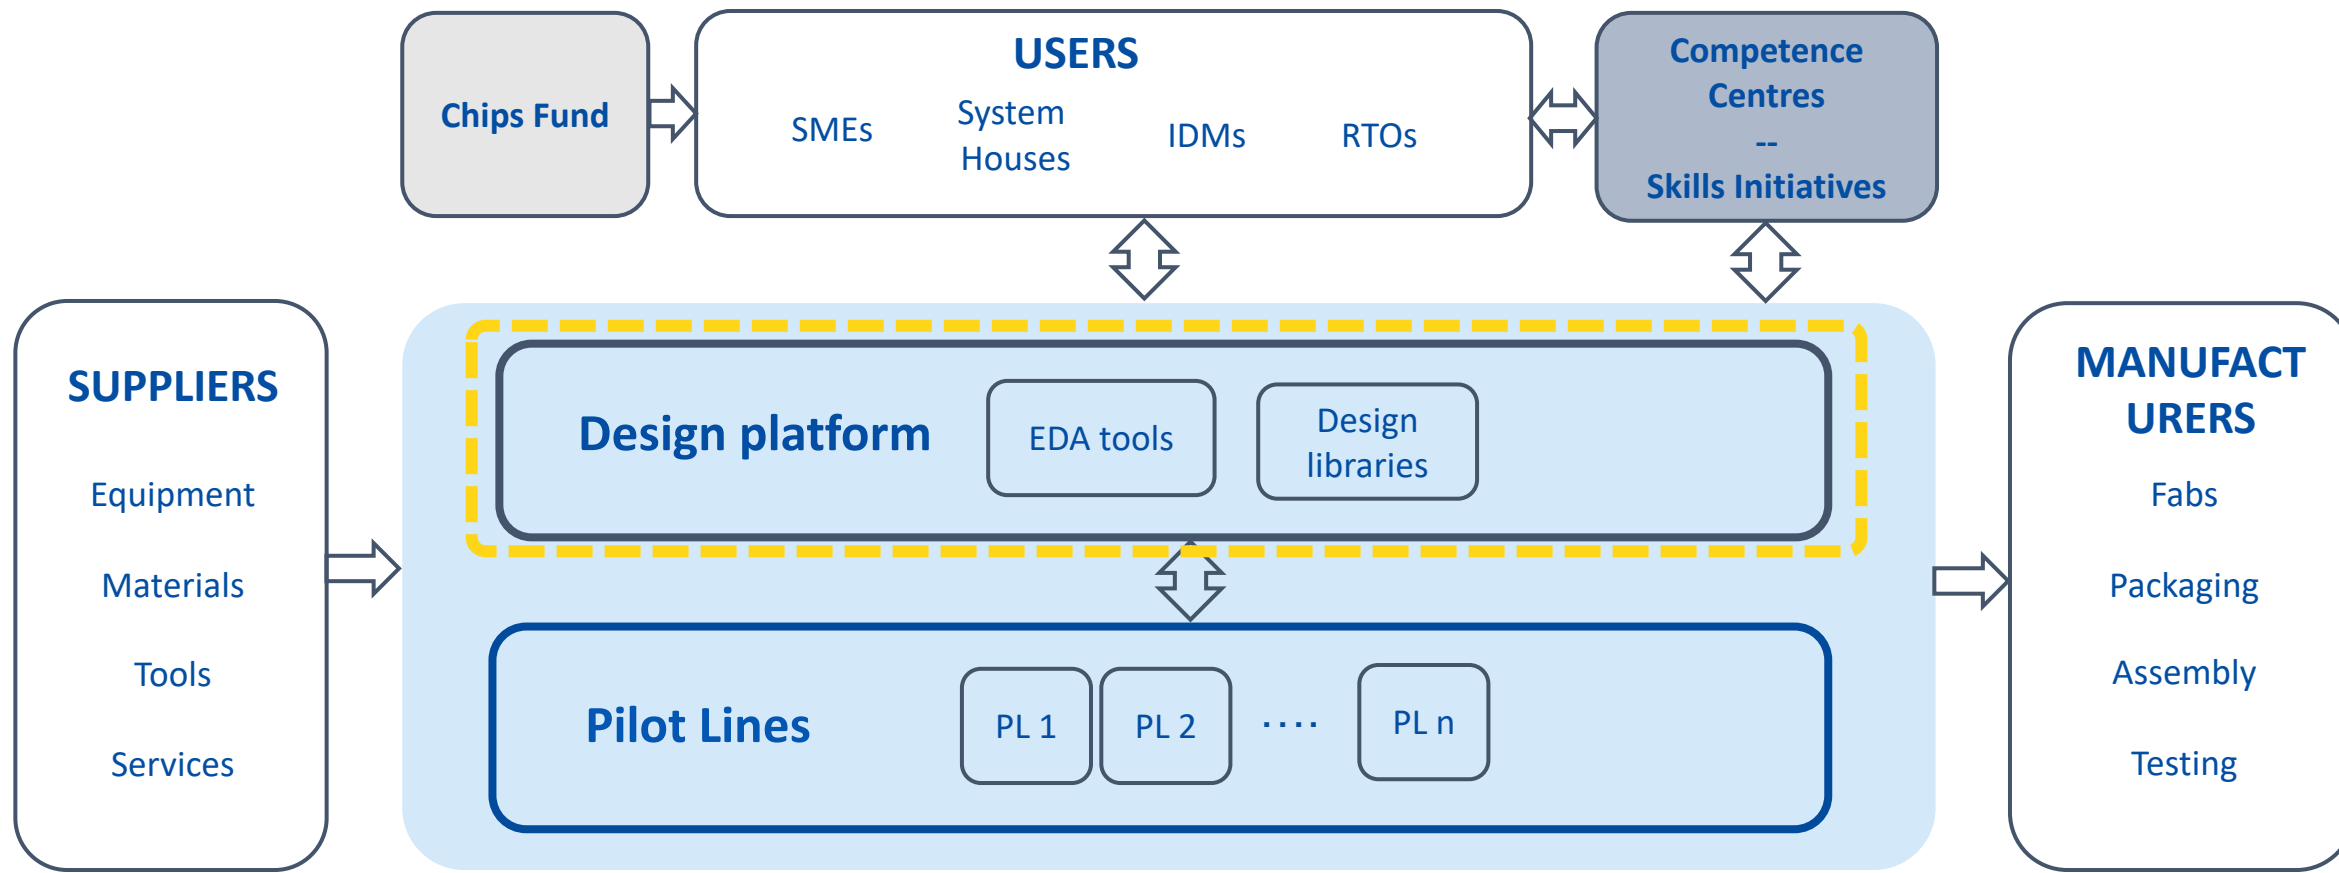 Chips Fund
USERS
SMEs
System
Houses
IDMs
RTOs
Competence
Centres
--
Skills Initiatives
SUPPLIERS
Equipment
Materials
Tools
Services
Design platform
EDA tools
Design
libraries
Pilot Lines
PL 1
PL 2
....
PL n
MANUFACT
URERS
Fabs
Packaging
Assembly
Testing